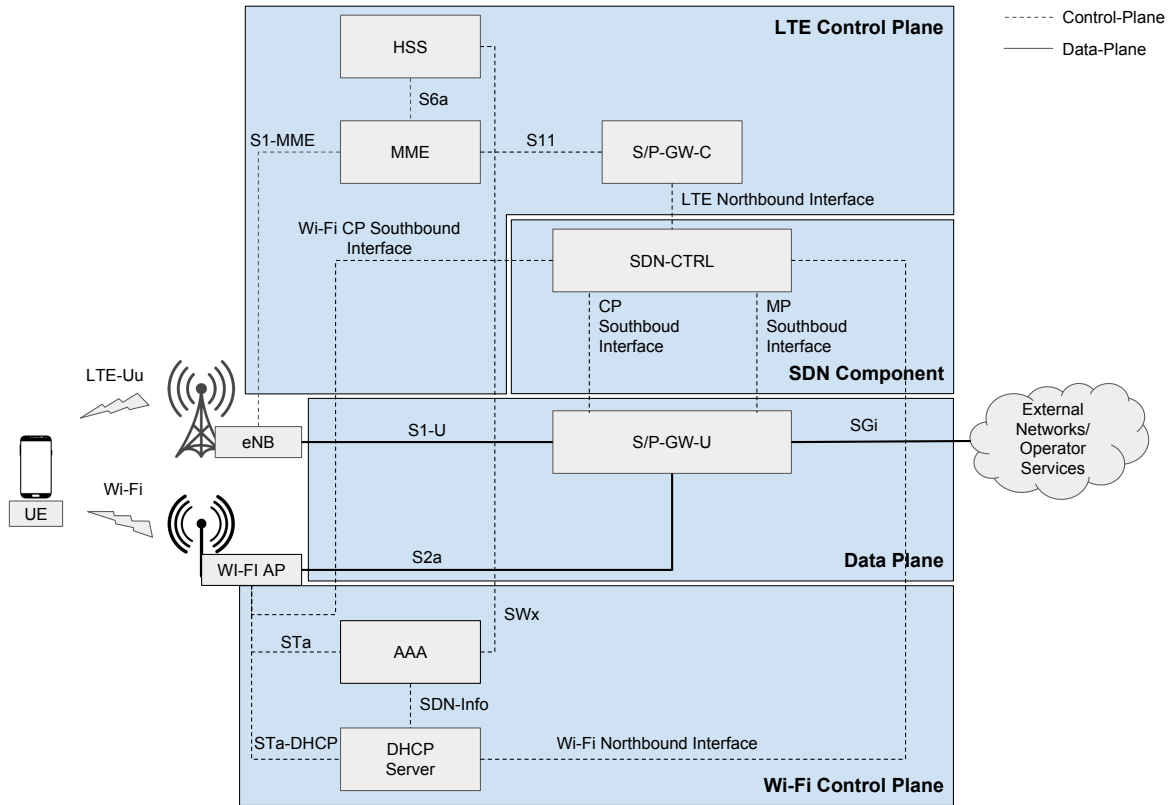 LTE Control Plane
Control-Plane
Data-Plane
HSS
S6a
S1-MME
MME
S11
S/P-GW-C
LTE Northbound Interface
Wi-Fi CP Southbound
Interface
SDN-CTRL
CP
Southboud
Interface
MP
Southboud
Interface
SDN Component
LTE-Uu
eNB
S1-U
S/P-GW-U
SGi
External
Networks/
Operator
Services
Wi-Fi
UE
WI-FI AP
S2a
Data Plane
STa
AAA
SWx
SDN-Info
STa-DHCP
DHCP
Server
Wi-Fi Northbound Interface
Wi-Fi Control Plane